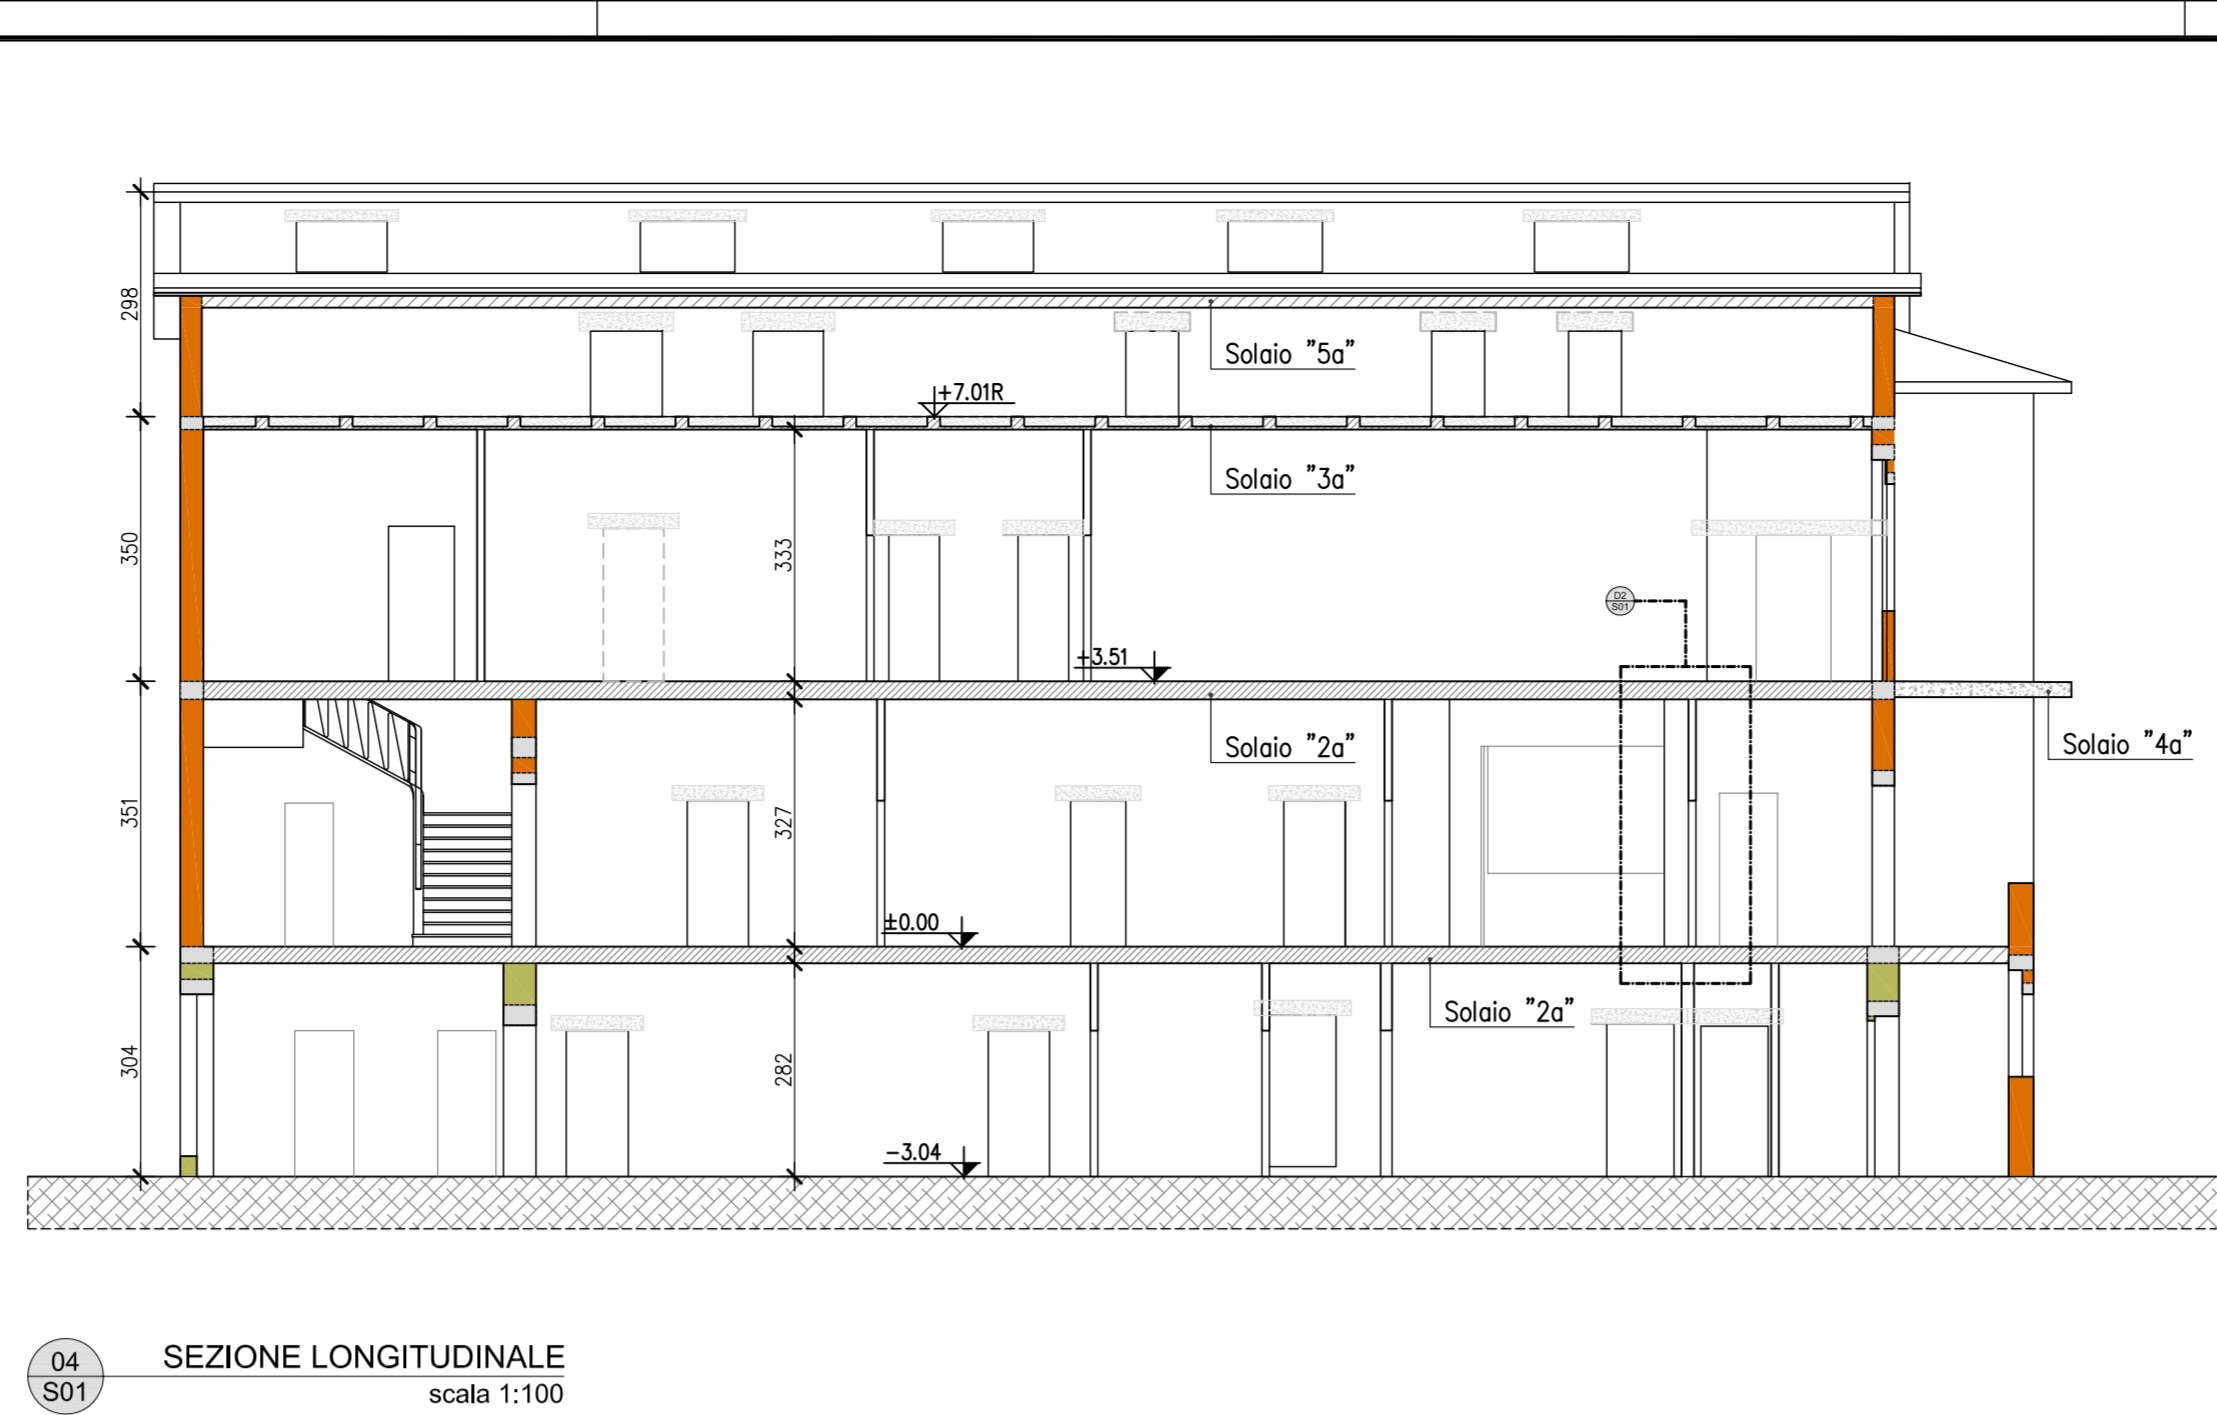 298
Solaio "5a"
+7.01R
Solaio "3a"
350
333
D2
S01
+3.51
Solaio "2a"
Solaio "4a"
351
327
±0.00
Solaio "2a"
304
282
-3.04
04
S01
SEZIONE LONGITUDINALE
scala 1:100